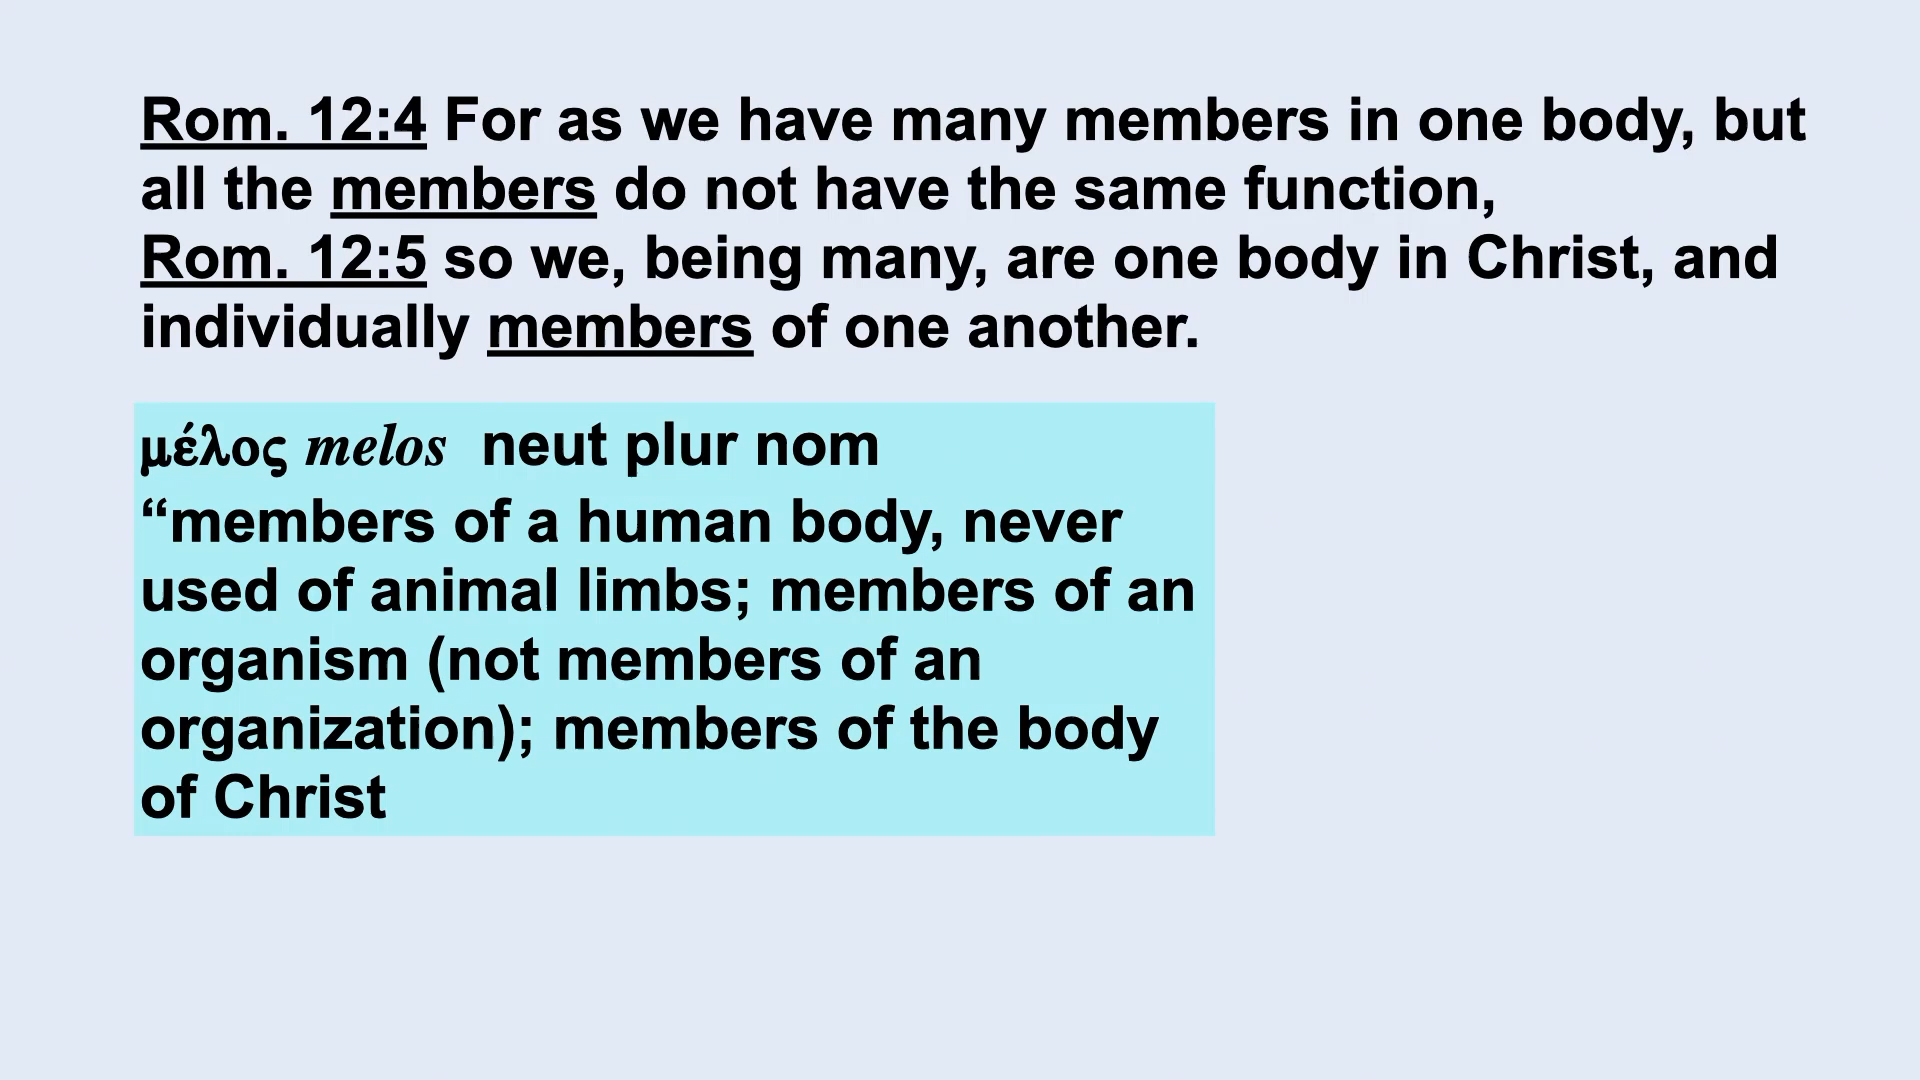 Rom. 12:4 For as we have many members in one body, but
all the members do not have the same function,
Rom. 12:5 so we, being many, are one body in Christ, and
individually members of one another.
μέλος melos neut plur nom
“members of a human body, never
used of animal limbs; members of an
organism (not members of an
organization); members of the body
of Christ